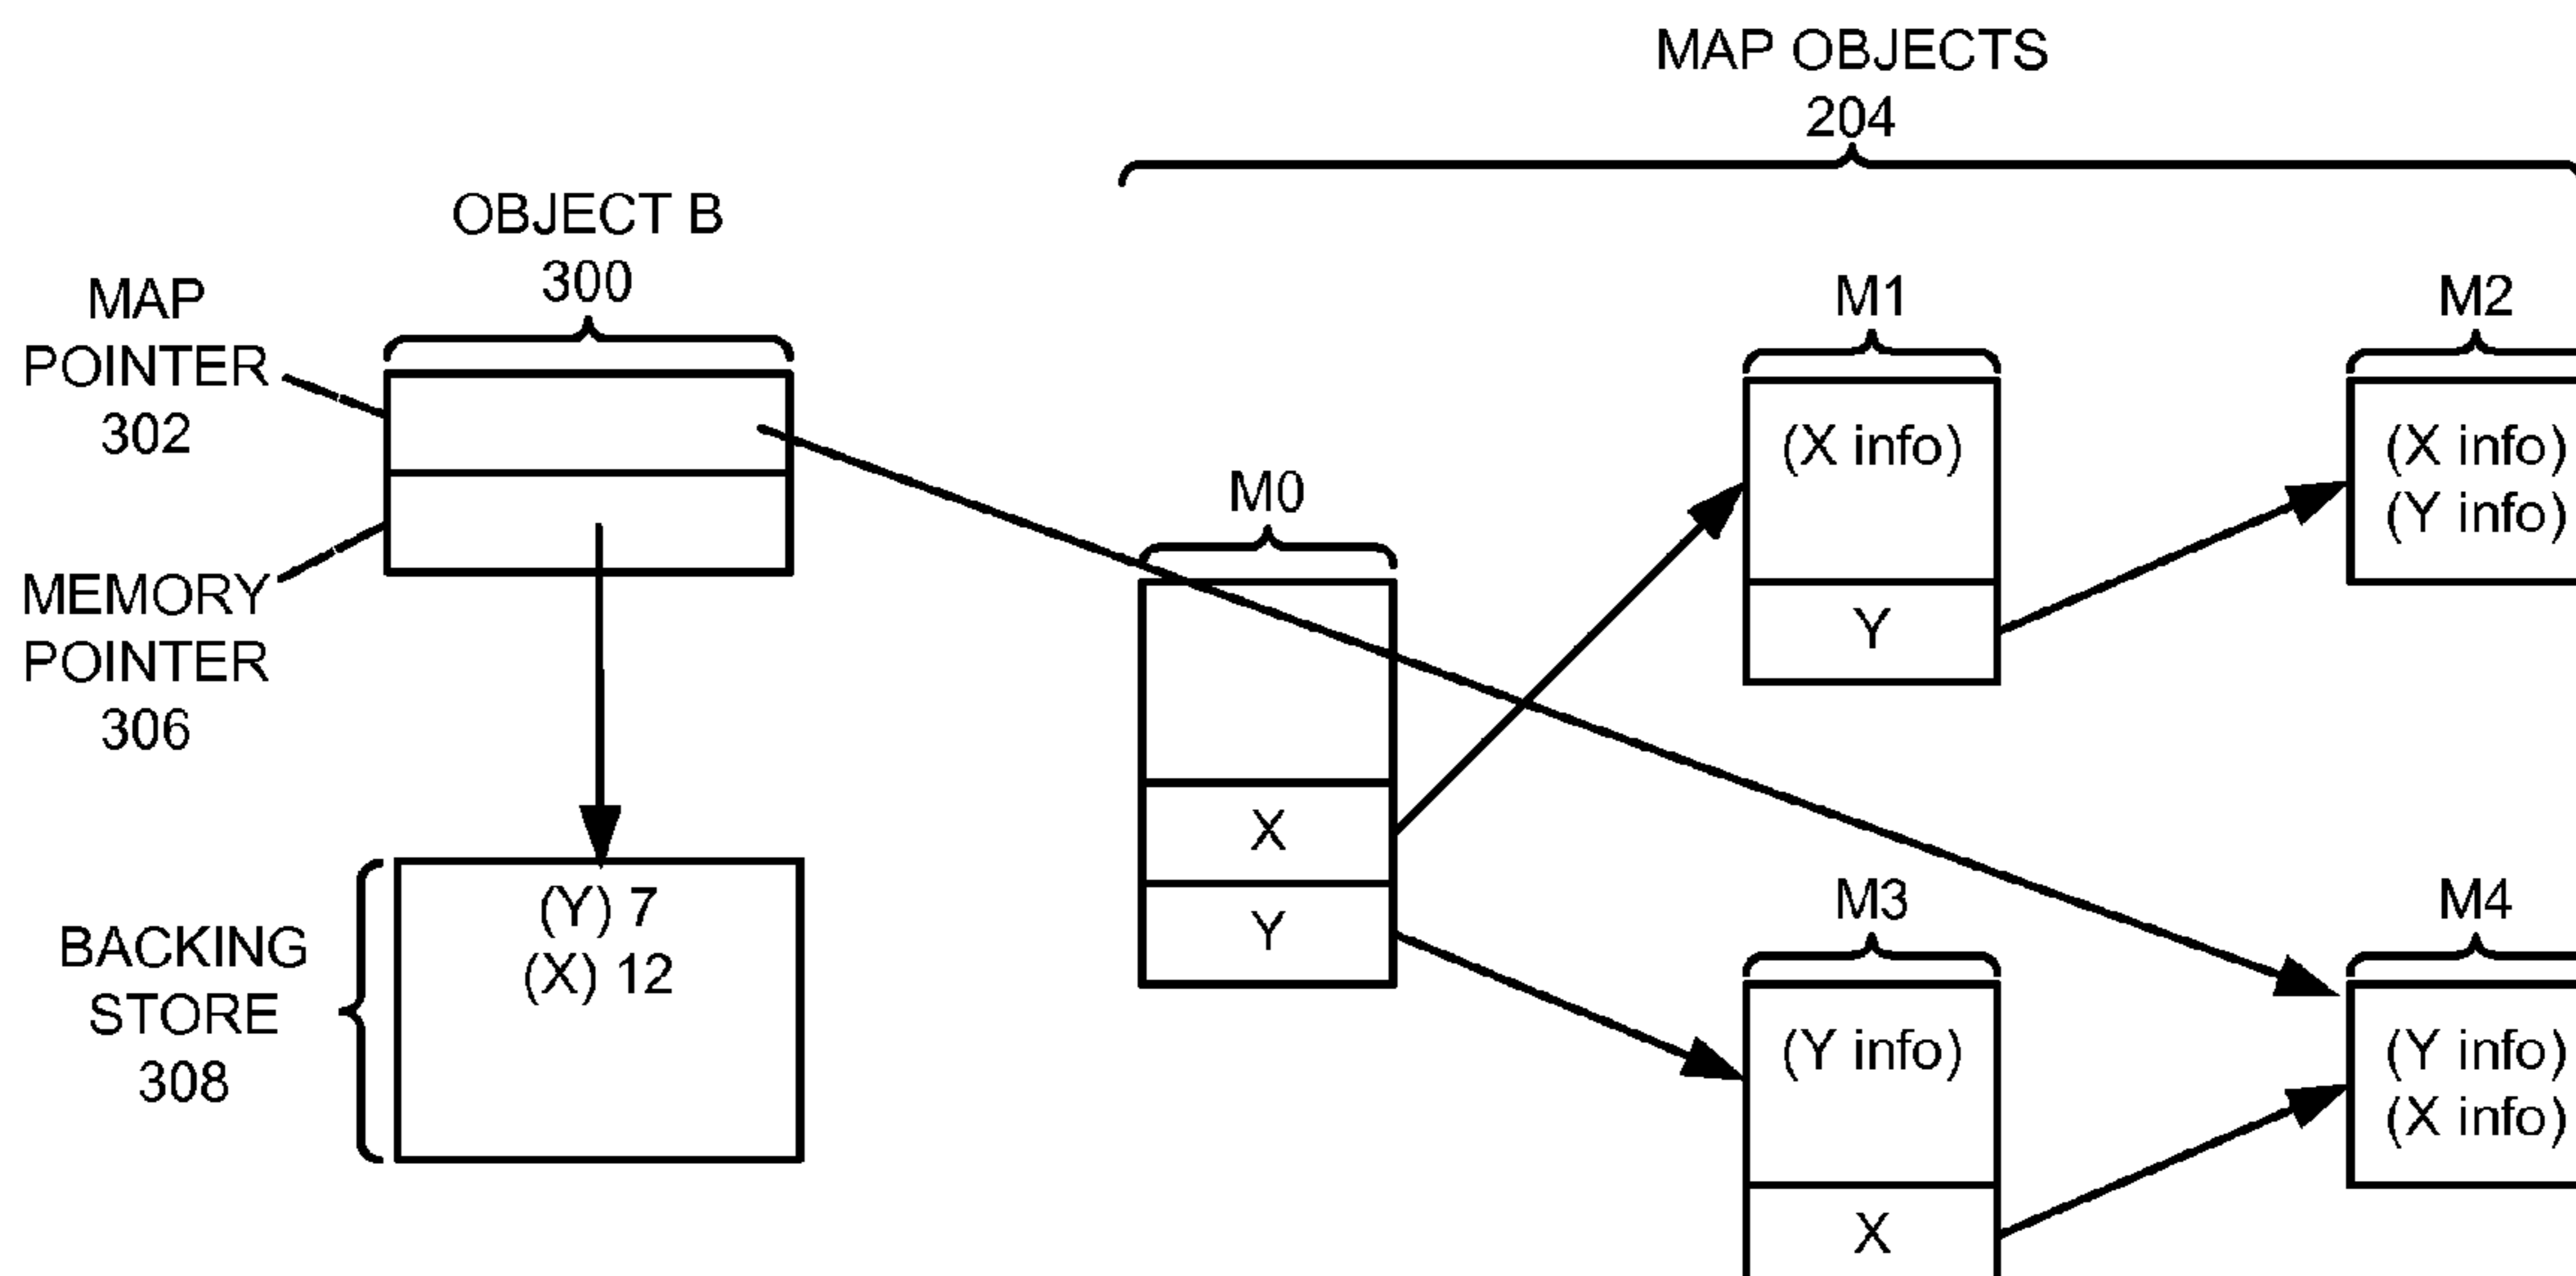 MAP OBJECTS
204
OBJECT B
300
MAP
POINTER
302
MEMORY
POINTER
306
BACKING
STORE
308
(Y) 7
(X) 12
M0
X
Y
M1
(X info)
Y
M2
(X info)
(Y info)
M3
(Y info)
X
M4
(Y info)
(X info)